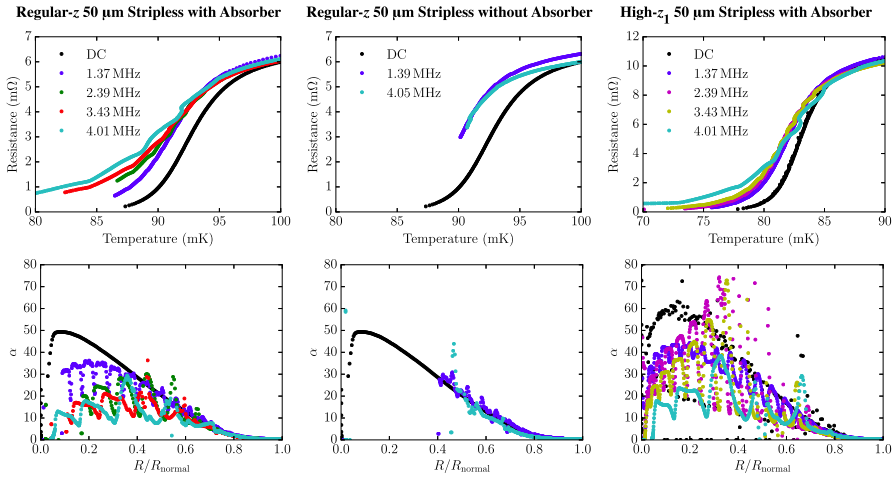 Regular-z 50 µm Stripless with Absorber
Regular-z 50 µm Stripless without Absorber
High-z1 50 µm Stripless with Absorber
7
6
5
4
3
2
1
0
Resistance (mΩ)
DC
1.37 MHz
2.39 MHz
3.43 MHz
4.01 MHz
80 85 90 95 100
Temperature (mK)
7
6
5
4
3
2
1
0
Resistance (mΩ)
DC
1.39 MHz
4.05 MHz
80 85 90 95 100
Temperature (mK)
12
10
8
6
4
2
0
Resistance (mΩ)
DC
1.37 MHz
2.39 MHz
3.43 MHz
4.01 MHz
70 75 80 85 90
Temperature (mK)
80
70
60
50
40
30
20
10
0
α
0.0 0.2 0.4 0.6 0.8 1.0
R/Rnormal
80
70
60
50
40
30
20
10
0
α
0.0 0.2 0.4 0.6 0.8 1.0
R/Rnormal
80
70
60
50
40
30
20
10
0
α
0.0 0.2 0.4 0.6 0.8 1.0
R/Rnormal